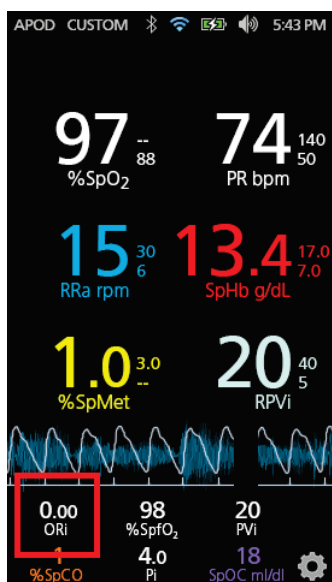 APOD CUSTOM 5:43 PM
97 -- 88 74 140 50
%SpO₂ PR bpm
15 30 6 13.4 17.0 7.0
RRa rpm SpHb g/dL
1.0 3.0 -- 20 40 5
%SpMet RPVi
0.00 98 20
ORi %SpfO₂ PVi
1 4.0 18
%SpCO Pi SpOC ml/dl